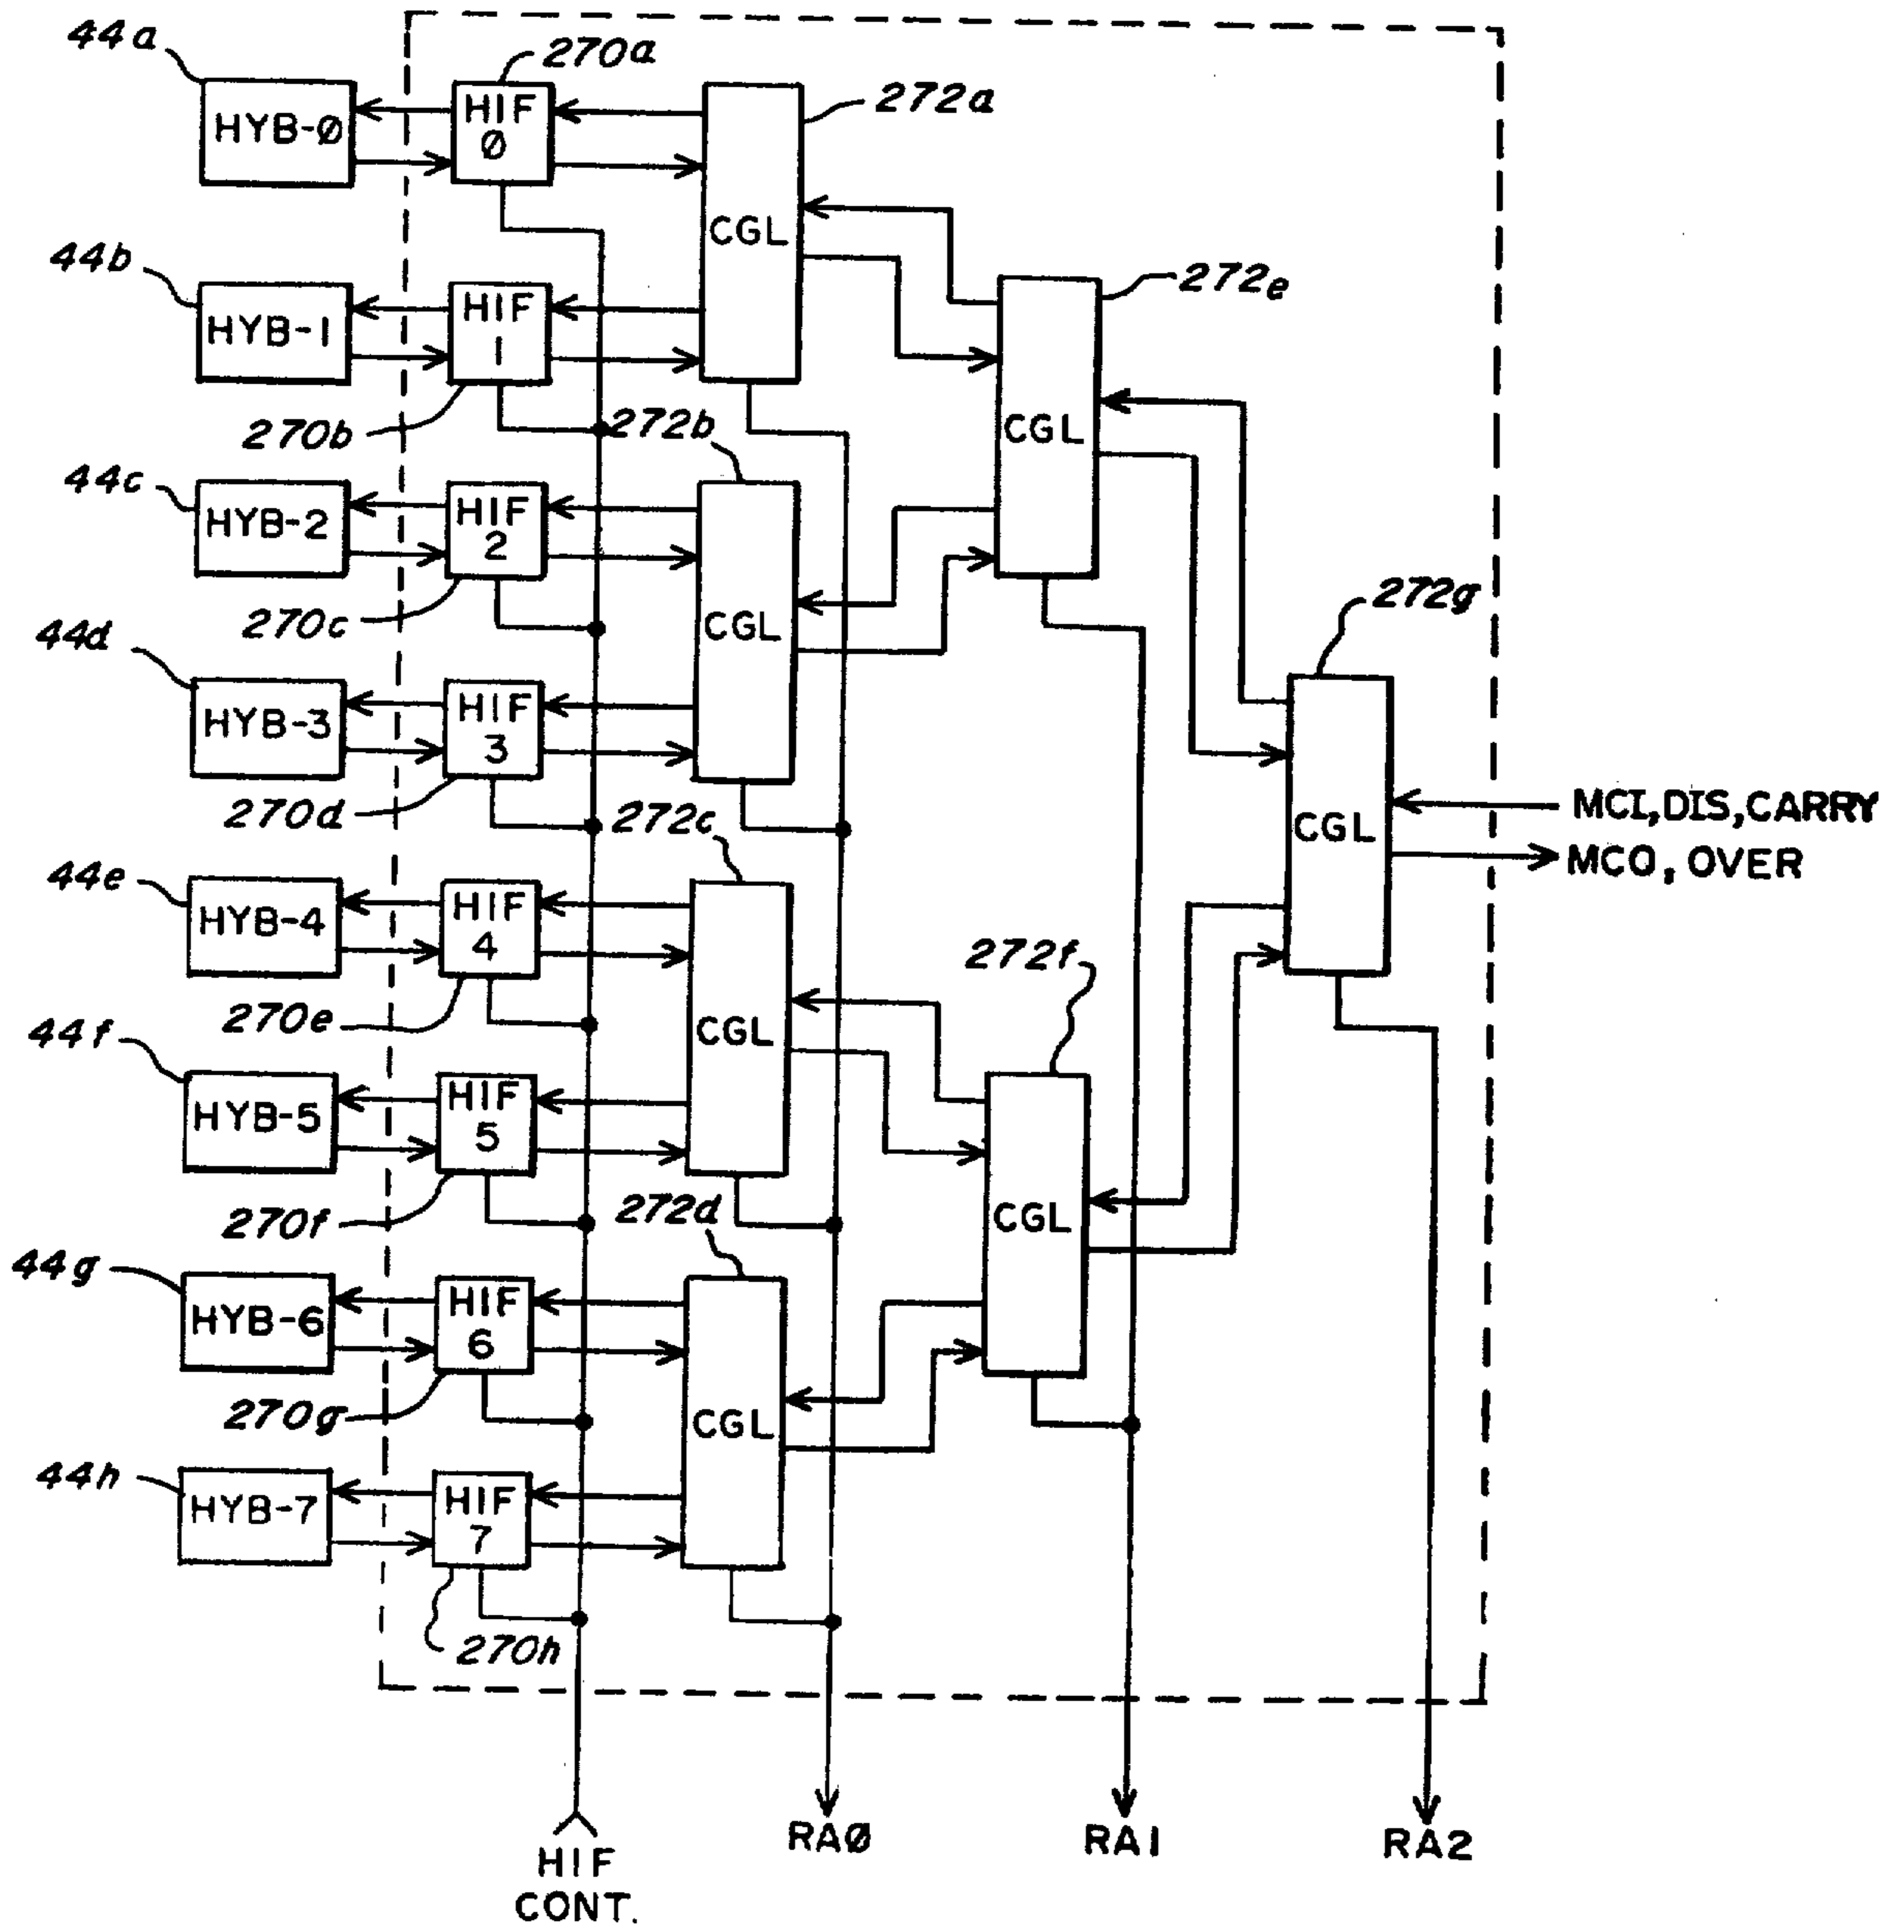 44a
270a
HYB-Ø
HIF
Ø
272a
CGL
44b
HYB-1
HIF
1
272e
270b
272b
CGL
44c
HYB-2
HIF
2
270c
CGL
272g
44d
HYB-3
HIF
3
270d
272c
MCI,DIS,CARRY
CGL
MCO, OVER
44e
HYB-4
HIF
4
272f
270e
44f
CGL
HYB-5
HIF
5
270f
272d
CGL
44g
HYB-6
HIF
6
270g
CGL
44h
HYB-7
HIF
7
270h
HIF
CONT.
RAØ
RA1
RA2